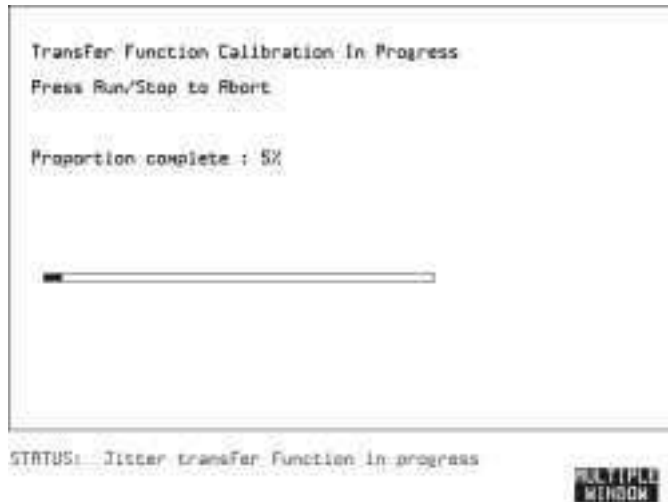 Transfer Function Calibration In Progress
Press Run/Stop to Abort
Proportion complete : 5%
STATUS: Jitter transfer function in progress
MULTIPLE
WINDOW